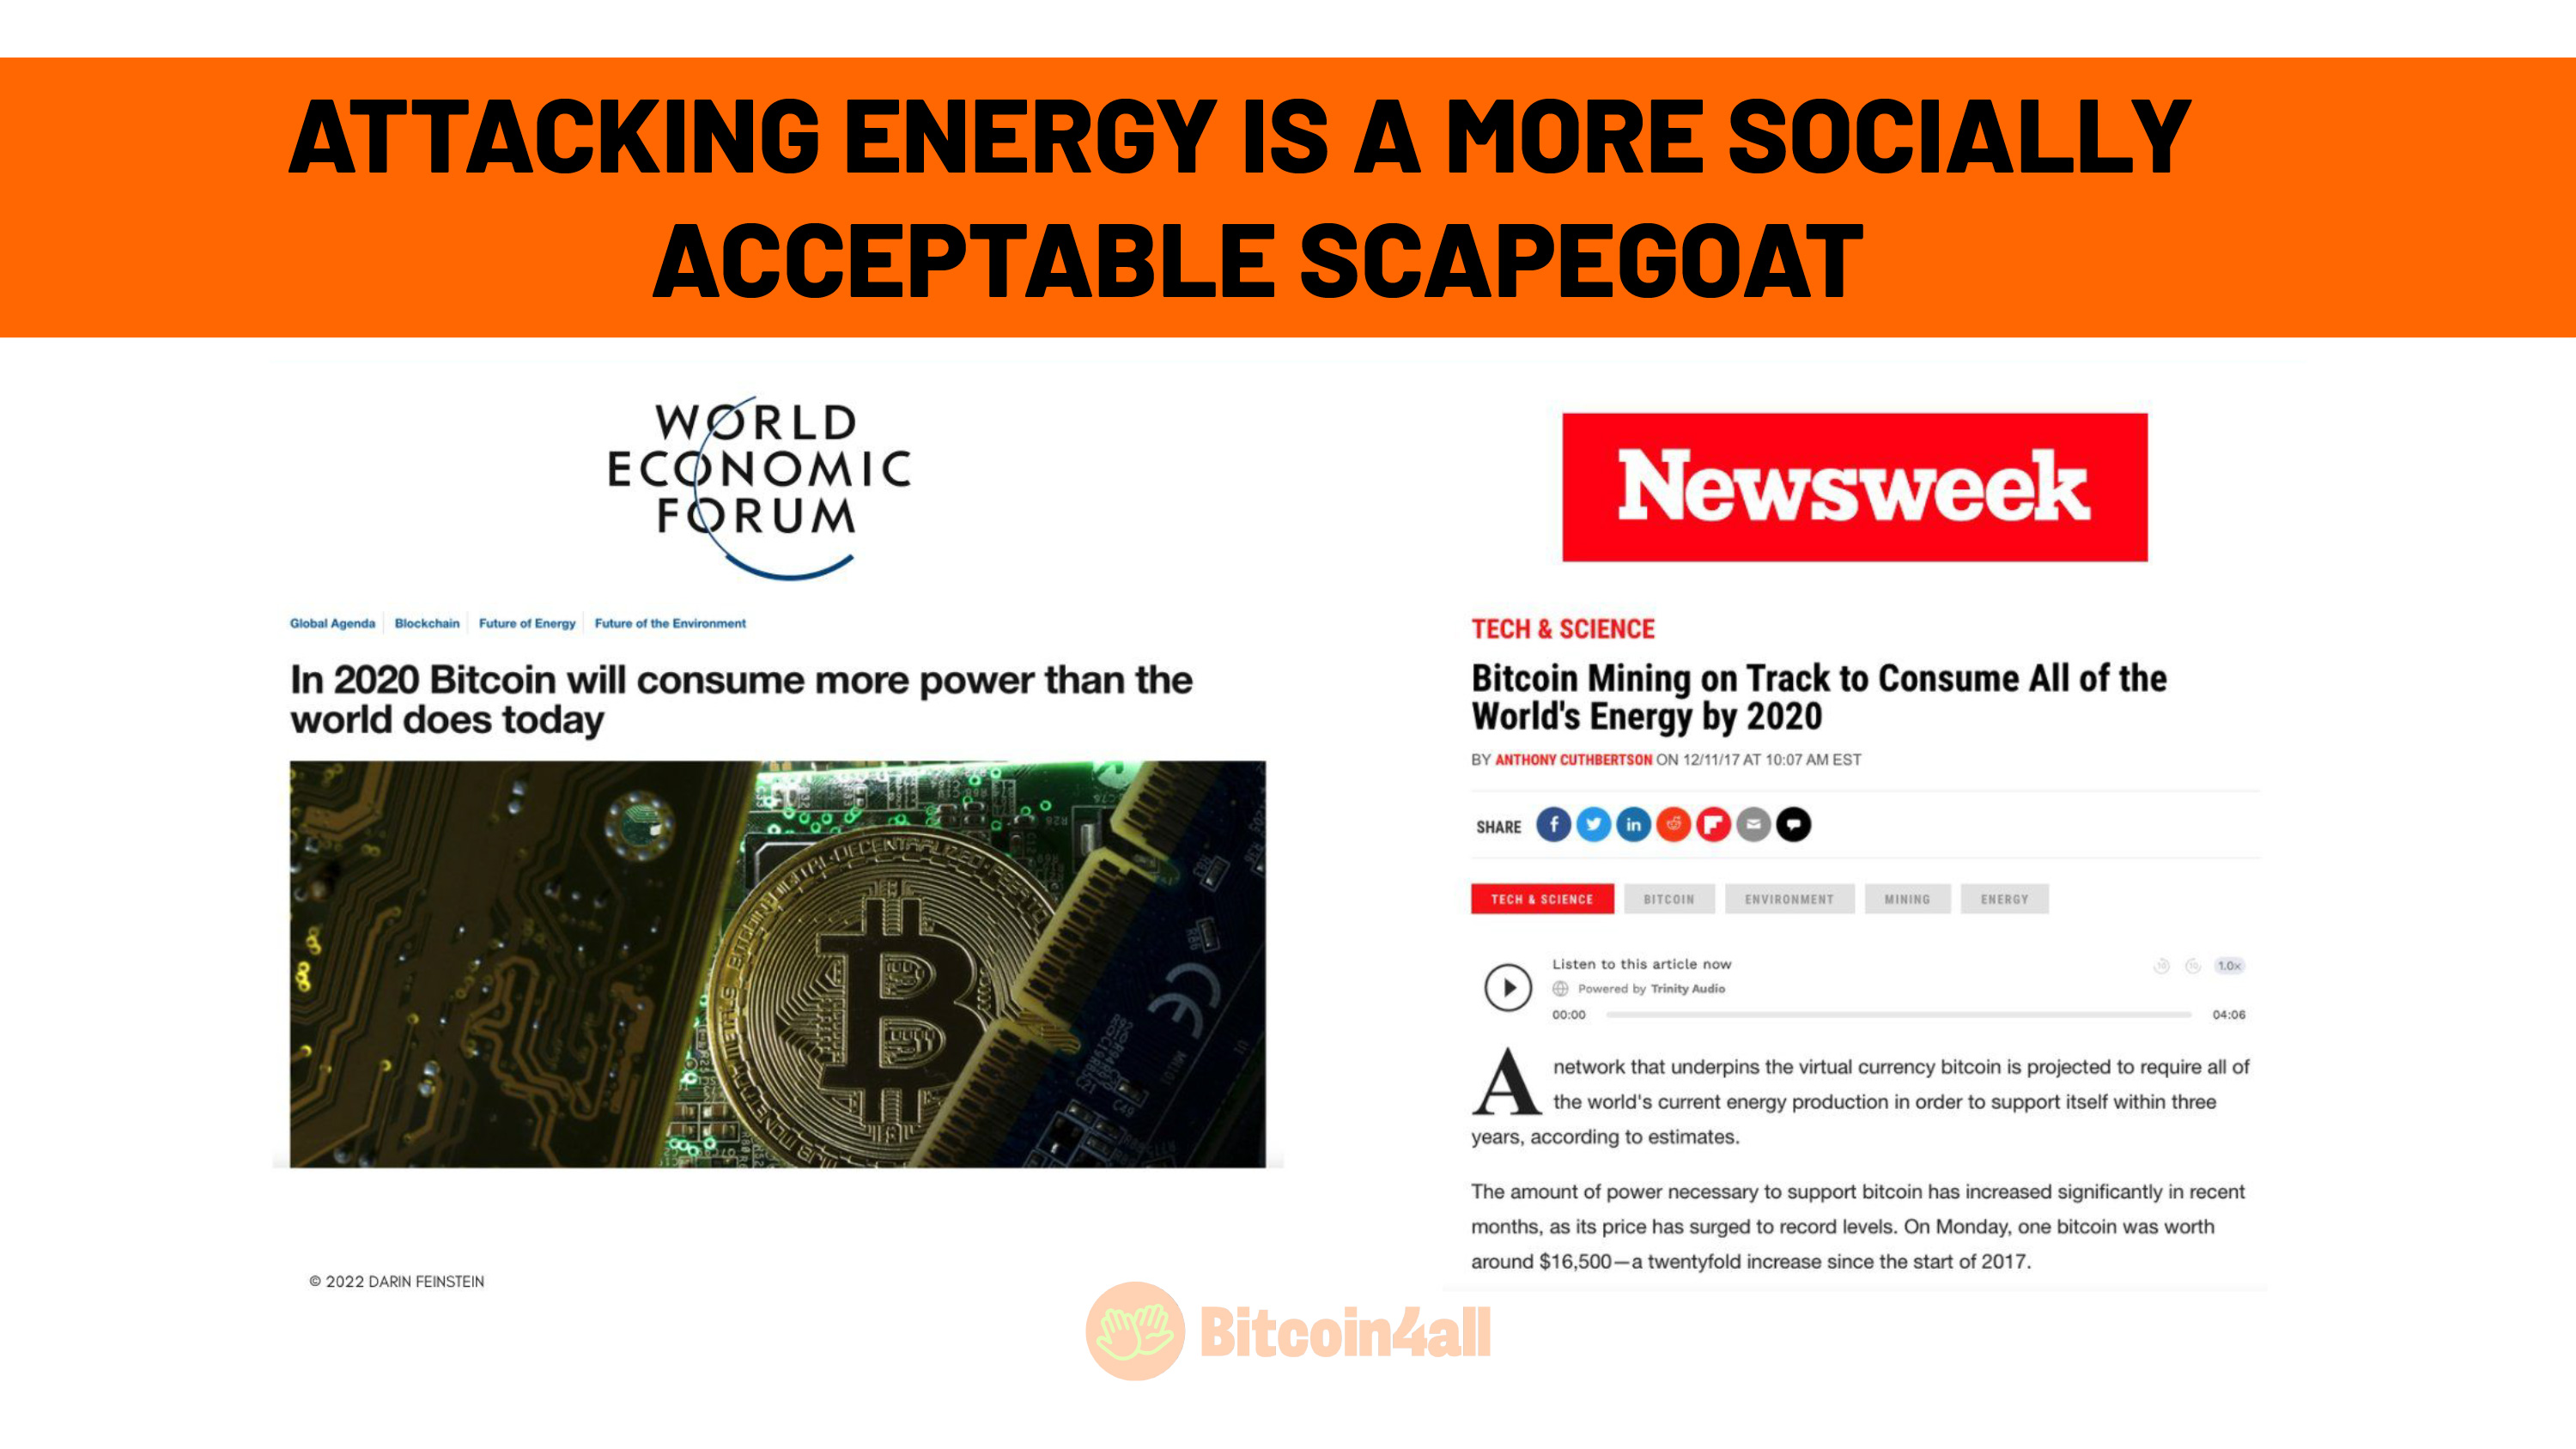 ATTACKING ENERGY IS A MORE SOCIALLY
ACCEPTABLE SCAPEGOAT
WORLD
ECONOMIC
FORUM
Global Agenda Blockchain Future of Energy Future of the Environment
In 2020 Bitcoin will consume more power than the
world does today
DECENTRALIZED
DIGITAL
BITCOIN
CE
R86
C49
© 2022 DARIN FEINSTEIN
Newsweek
TECH & SCIENCE
Bitcoin Mining on Track to Consume All of the
World's Energy by 2020
BY ANTHONY CUTHBERTSON ON 12/11/17 AT 10:07 AM EST
SHARE
TECH & SCIENCE BITCOIN ENVIRONMENT MINING ENERGY
Listen to this article now
Powered by Trinity Audio
10 10 1.0x
00:00 04:06
A network that underpins the virtual currency bitcoin is projected to require all of
the world's current energy production in order to support itself within three
years, according to estimates.
The amount of power necessary to support bitcoin has increased significantly in recent
months, as its price has surged to record levels. On Monday, one bitcoin was worth
around $16,500—a twentyfold increase since the start of 2017.
Bitcoin4all